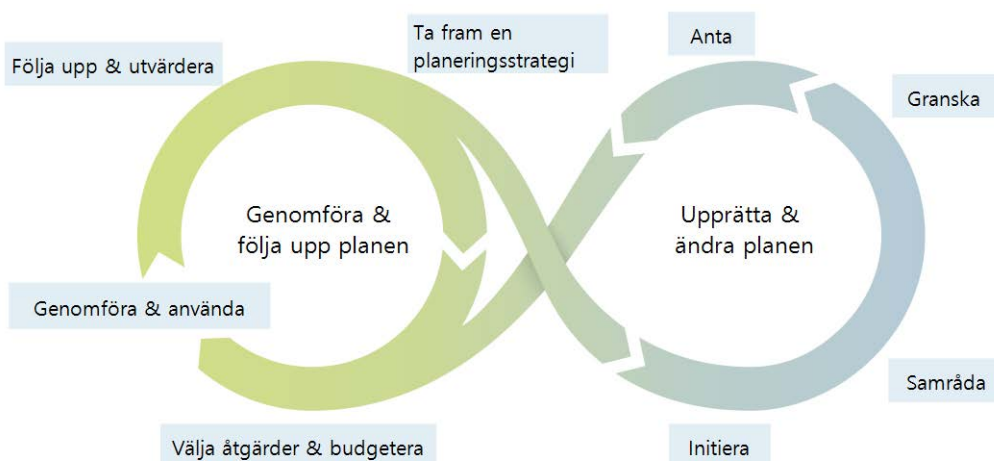 Ta fram en
planeringsstrategi
Anta
Följa upp & utvärdera
Granska
Genomföra &
följa upp planen
Upprätta &
ändra planen
Genomföra & använda
Samråda
Välja åtgärder & budgetera
Initiera